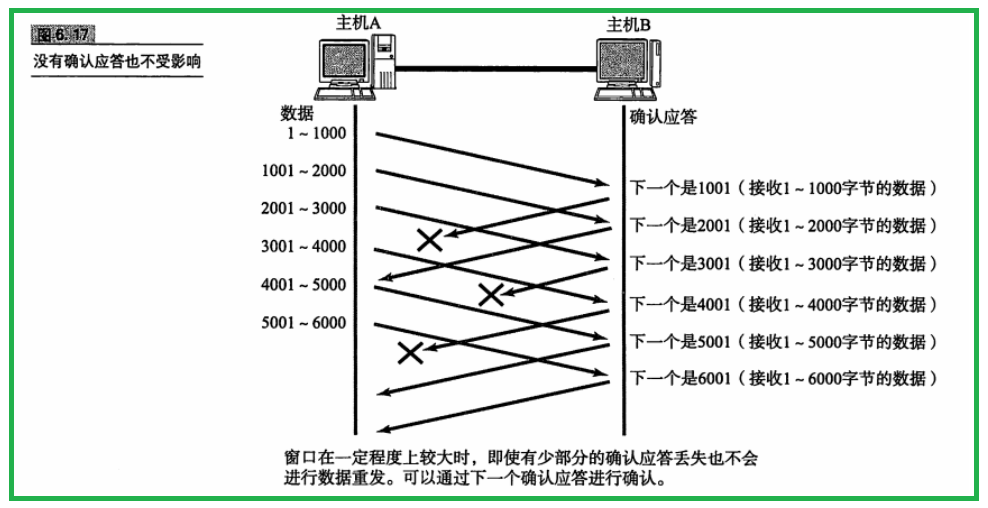 图6.17
没有确认应答也不受影响
主机A
主机B
数据
确认应答
1~1000
1001~2000
2001~3000
3001~4000
4001~5000
5001~6000
下一个是1001（接收1~1000字节的数据）
下一个是2001（接收1~2000字节的数据）
下一个是3001（接收1~3000字节的数据）
下一个是4001（接收1~4000字节的数据）
下一个是5001（接收1~5000字节的数据）
下一个是6001（接收1~6000字节的数据）
窗口在一定程度上较大时，即使有少部分的确认应答丢失也不会
进行数据重发。可以通过下一个确认应答进行确认。